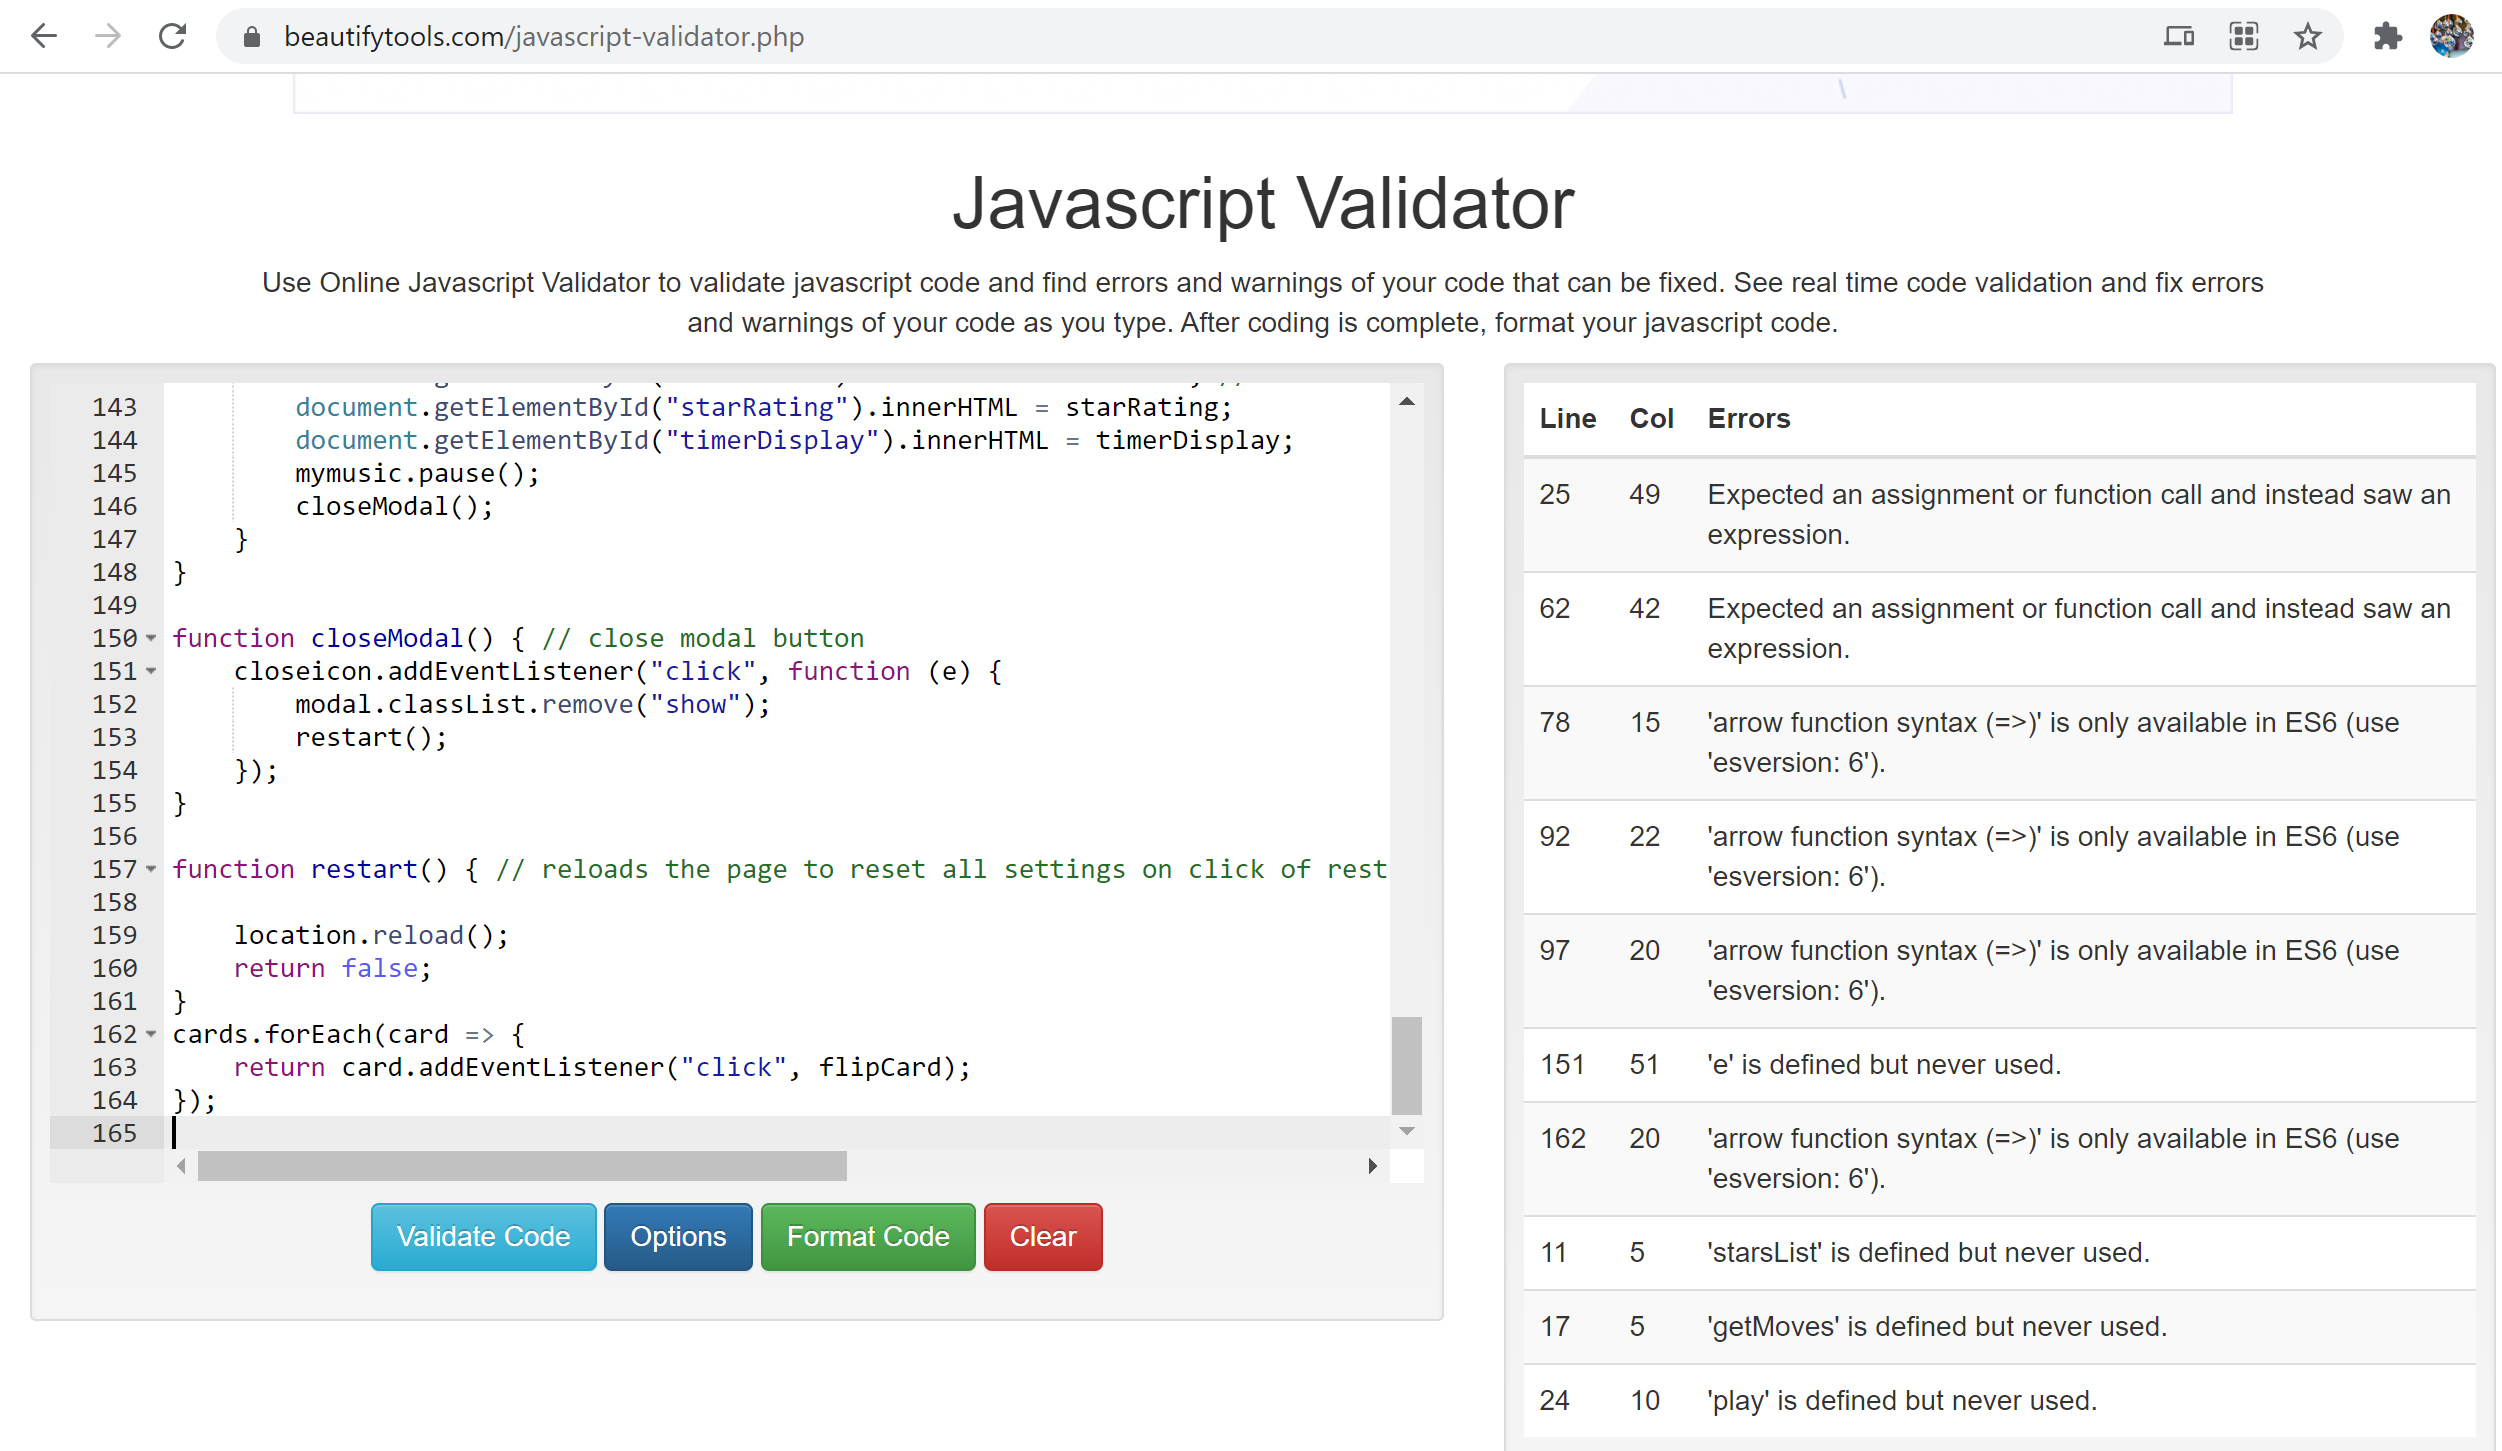 beautifytools.com/javascript-validator.php
Javascript Validator
Use Online Javascript Validator to validate javascript code and find errors and warnings of your code that can be fixed. See real time code validation and fix errors
and warnings of your code as you type. After coding is complete, format your javascript code.
143 document.getElementById("starRating").innerHTML = starRating;
144 document.getElementById("timerDisplay").innerHTML = timerDisplay;
145 mymusic.pause();
146 closeModal();
147 }
148 }
149
150 function closeModal() { // close modal button
151 closeicon.addEventListener("click", function (e) {
152 modal.classList.remove("show");
153 restart();
154 });
155 }
156
157 function restart() { // reloads the page to reset all settings on click of rest
158
159 location.reload();
160 return false;
161 }
162 cards.forEach(card => {
163 return card.addEventListener("click", flipCard);
164 });
165
Validate Code Options Format Code Clear
Line Col Errors
25 49 Expected an assignment or function call and instead saw an
expression.
62 42 Expected an assignment or function call and instead saw an
expression.
78 15 'arrow function syntax (=>)' is only available in ES6 (use
'esversion: 6').
92 22 'arrow function syntax (=>)' is only available in ES6 (use
'esversion: 6').
97 20 'arrow function syntax (=>)' is only available in ES6 (use
'esversion: 6').
151 51 'e' is defined but never used.
162 20 'arrow function syntax (=>)' is only available in ES6 (use
'esversion: 6').
11 5 'starsList' is defined but never used.
17 5 'getMoves' is defined but never used.
24 10 'play' is defined but never used.